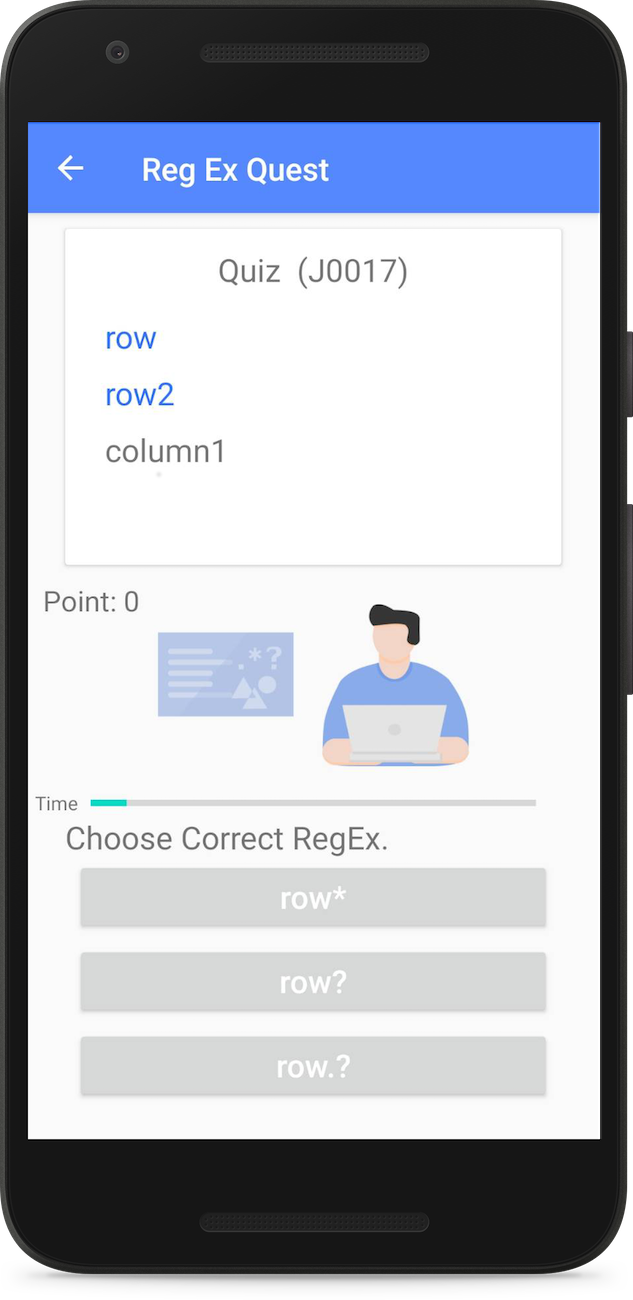 Reg Ex Quest
Quiz (J0017)
row
row2
column1
Point: 0
.*?
Time
Choose Correct RegEx.
row*
row?
row.?